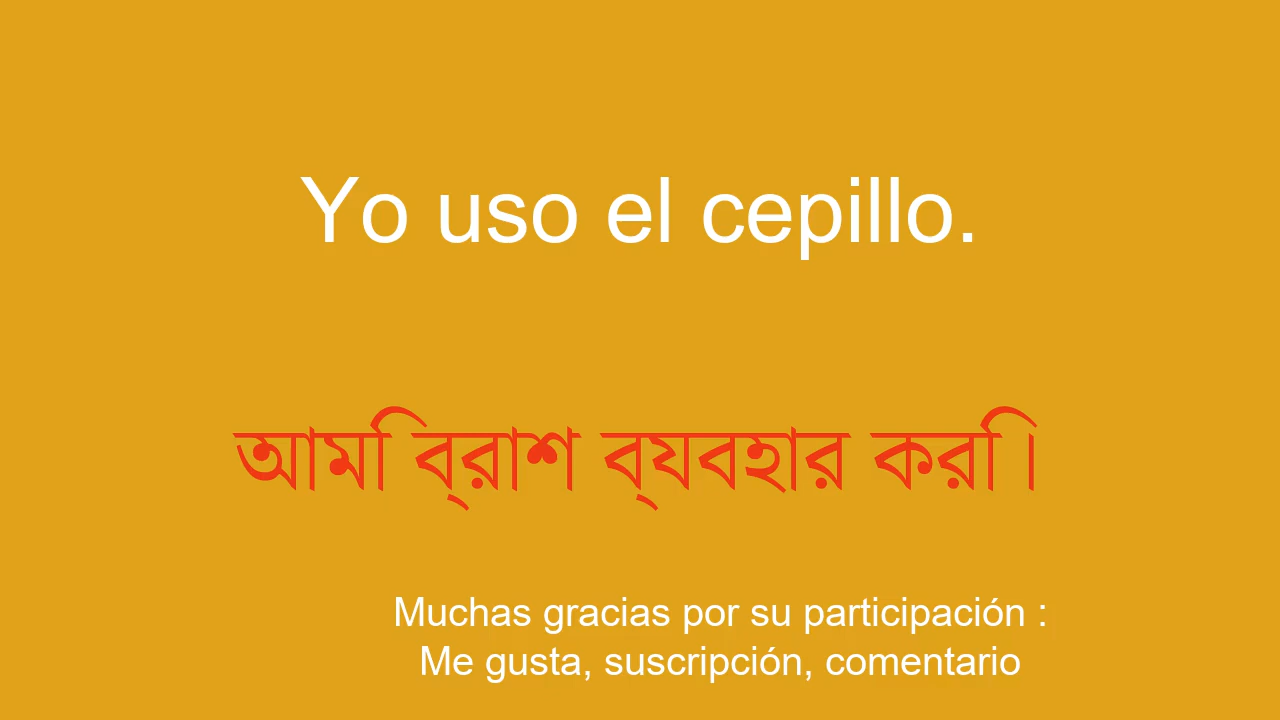 Yo uso el cepillo.
আমি ব্রাশ ব্যবহার করি।
Muchas gracias por su participación :
Me gusta, suscripción, comentario